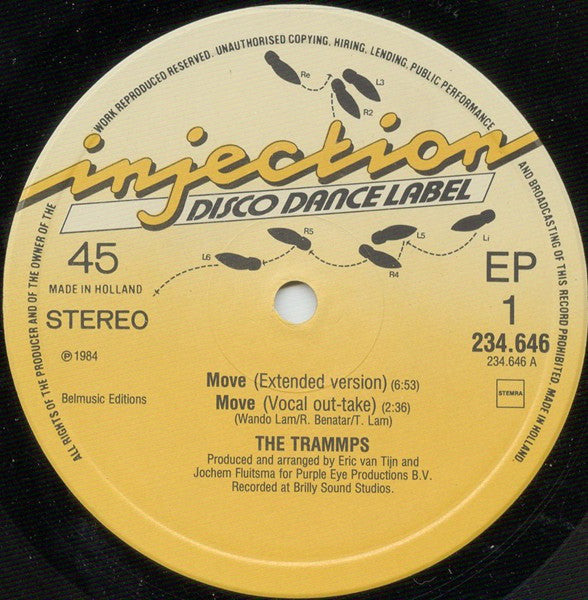 ALL RIGHTS OF THE PRODUCER AND OF THE OWNER OF THE WORK REPRODUCED RESERVED. UNAUTHORISED COPYING, HIRING, LENDING, PUBLIC PERFORMANCE AND BROADCASTING OF THIS RECORD PROHIBITED. MADE IN HOLLAND
Re
L3
R2
injection
DISCO DANCE LABEL
L6
R5
R4
L5
Li
45
MADE IN HOLLAND
STEREO
℗ 1984
Belmusic Editions
EP
1
234.646
234.646 A
STEMRA
Move (Extended version) (6:53)
Move (Vocal out-take) (2:36)
(Wando Lam/R. Benatar/T. Lam)
THE TRAMMPS
Produced and arranged by Eric van Tijn and
Jochem Fluitsma for Purple Eye Productions B.V.
Recorded at Brilly Sound Studios.